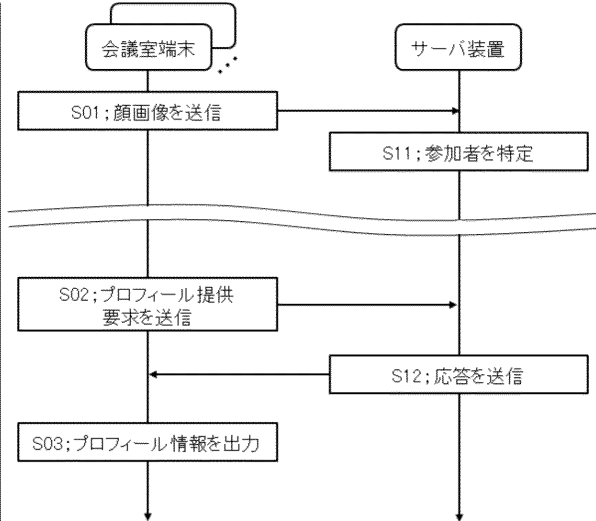 会議室端末
サーバ装置
S01;顔画像を送信
S11;参加者を特定
S02;プロフィール提供
要求を送信
S12;応答を送信
S03;プロフィール情報を出力